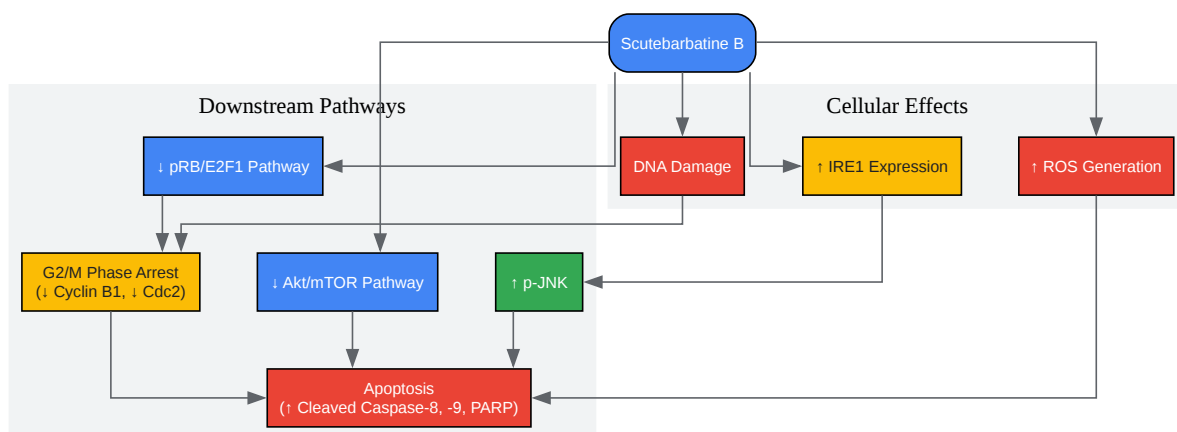 Scutebarbatine B
Downstream Pathways
Cellular Effects
↓ pRB/E2F1 Pathway
DNA Damage
↑ IRE1 Expression
↑ ROS Generation
G2/M Phase Arrest
(↓ Cyclin B1, ↓ Cdc2)
↓ Akt/mTOR Pathway
↑ p-JNK
Apoptosis
(↑ Cleaved Caspase-8, -9, PARP)